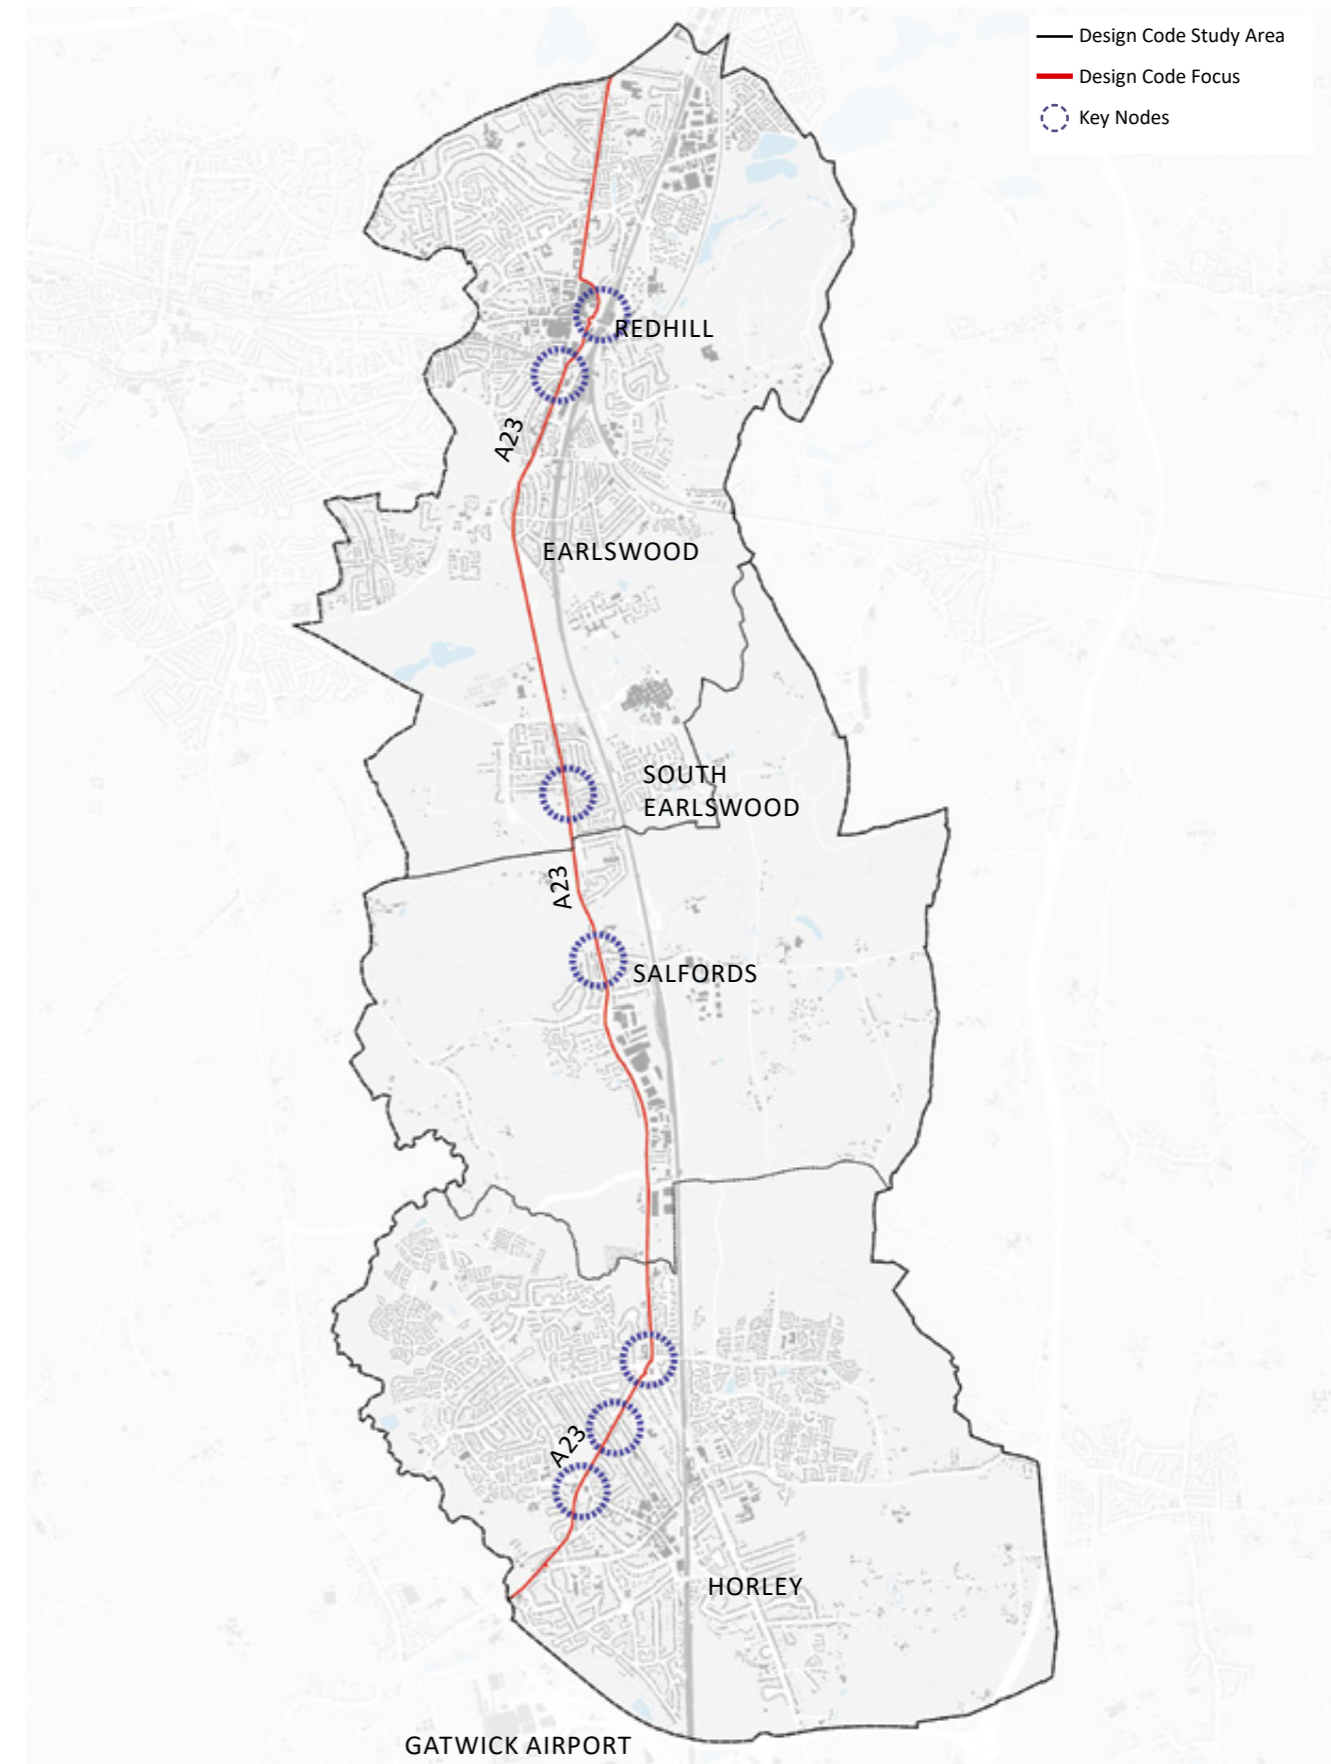 Design Code Study Area
Design Code Focus
Key Nodes
REDHILL
A23
EARLSWOOD
SOUTH
EARLSWOOD
A23
SALFORDS
A23
HORLEY
GATWICK AIRPORT